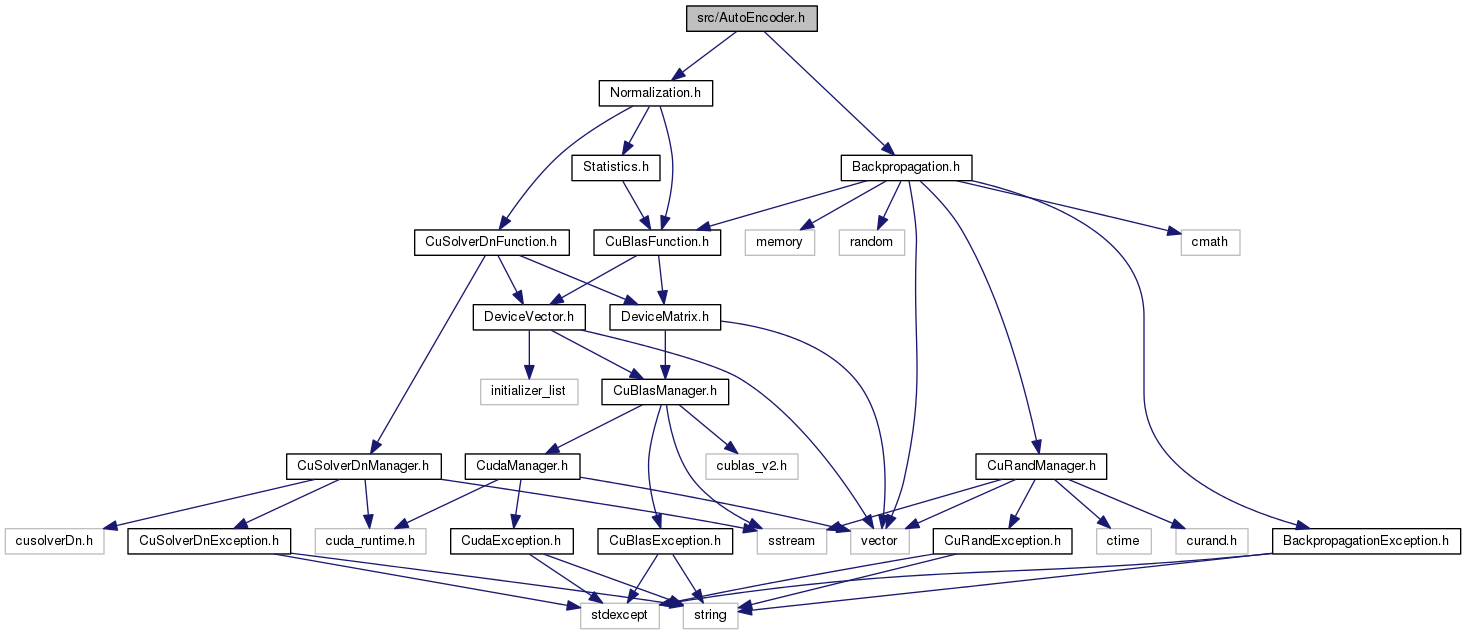 src/AutoEncoder.h
Normalization.h
Statistics.h
Backpropagation.h
CuSolverDnFunction.h
CuBlasFunction.h
memory
random
cmath
DeviceVector.h
DeviceMatrix.h
initializer_list
CuBlasManager.h
CuSolverDnManager.h
CudaManager.h
cublas_v2.h
CuRandManager.h
cusolverDn.h
CuSolverDnException.h
cuda_runtime.h
CudaException.h
CuBlasException.h
sstream
vector
CuRandException.h
ctime
curand.h
BackpropagationException.h
stdexcept
string